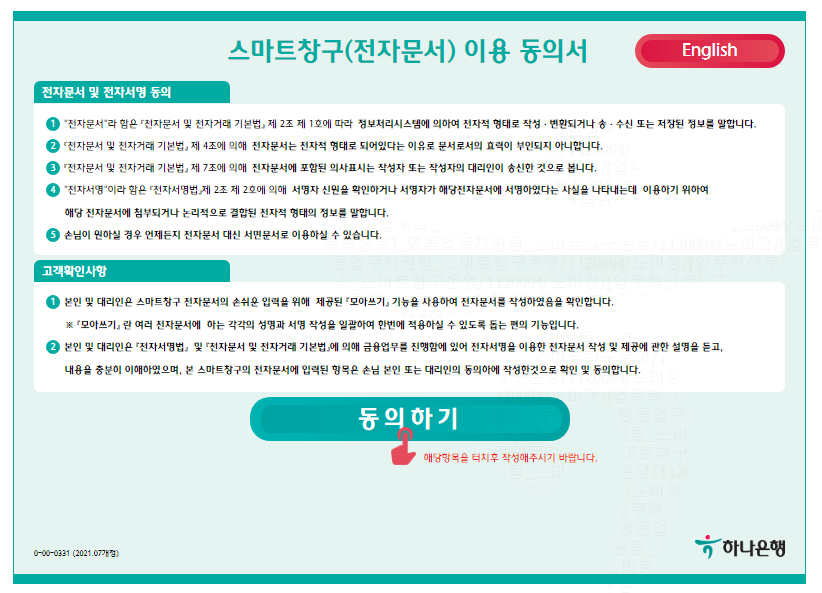 스마트창구(전자문서) 이용 동의서
English
전자문서 및 전자서명 동의
1 "전자문서"라 함은 『전자문서 및 전자거래 기본법』 제 2조 제 1호에 따라 정보처리시스템에 의하여 전자적 형태로 작성ㆍ변환되거나 송ㆍ수신 또는 저장된 정보를 말합니다.
2 『전자문서 및 전자거래 기본법』 제 4조에 의해 전자문서는 전자적 형태로 되어있다는 이유로 문서로서의 효력이 부인되지 아니합니다.
3 『전자문서 및 전자거래 기본법』 제 7조에 의해 전자문서에 포함된 의사표시는 작성자 또는 작성자의 대리인이 송신한 것으로 봅니다.
4 "전자서명"이라 함은 『전자서명법』제 2조 제 2호에 의해 서명자 신원을 확인하거나 서명자가 해당전자문서에 서명하였다는 사실을 나타내는데 이용하기 위하여
해당 전자문서에 첨부되거나 논리적으로 결합된 전자적 형태의 정보를 말합니다.
5 손님이 원하실 경우 언제든지 전자문서 대신 서면문서로 이용하실 수 있습니다.
고객확인사항
1 본인 및 대리인은 스마트창구 전자문서의 손쉬운 입력을 위해 제공된 『모아쓰기』 기능을 사용하여 전자문서를 작성하였음을 확인합니다.
※ 『모아쓰기』 란 여러 전자문서에 하는 각각의 성명과 서명 작성을 일괄하여 한번에 적용하실 수 있도록 돕는 편의 기능입니다.
2 본인 및 대리인은 『전자서명법』 및 『전자문서 및 전자거래 기본법』에 의해 금융업무를 진행함에 있어 전자서명을 이용한 전자문서 작성 및 제공에 관한 설명을 듣고,
내용을 충분히 이해하였으며, 본 스마트창구의 전자문서에 입력된 항목은 손님 본인 또는 대리인의 동의하에 작성한것으로 확인 및 동의합니다.
동의하기
해당항목을 터치후 작성해주시기 바랍니다.
0-00-0331 (2021.07개정)
하나은행